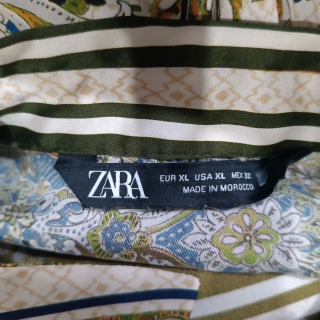 ZARA
EUR XL USA XL MEX 32
MADE IN MOROCCO